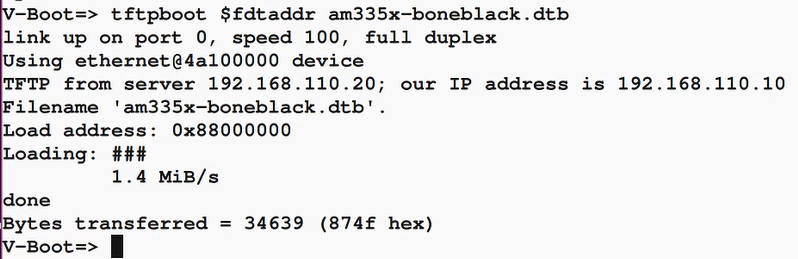 V-Boot=> tftpboot $fdtaddr am335x-boneblack.dtb
link up on port 0, speed 100, full duplex
Using ethernet@4a100000 device
TFTP from server 192.168.110.20; our IP address is 192.168.110.10
Filename 'am335x-boneblack.dtb'.
Load address: 0x88000000
Loading: ###
         1.4 MiB/s
done
Bytes transferred = 34639 (874f hex)
V-Boot=>